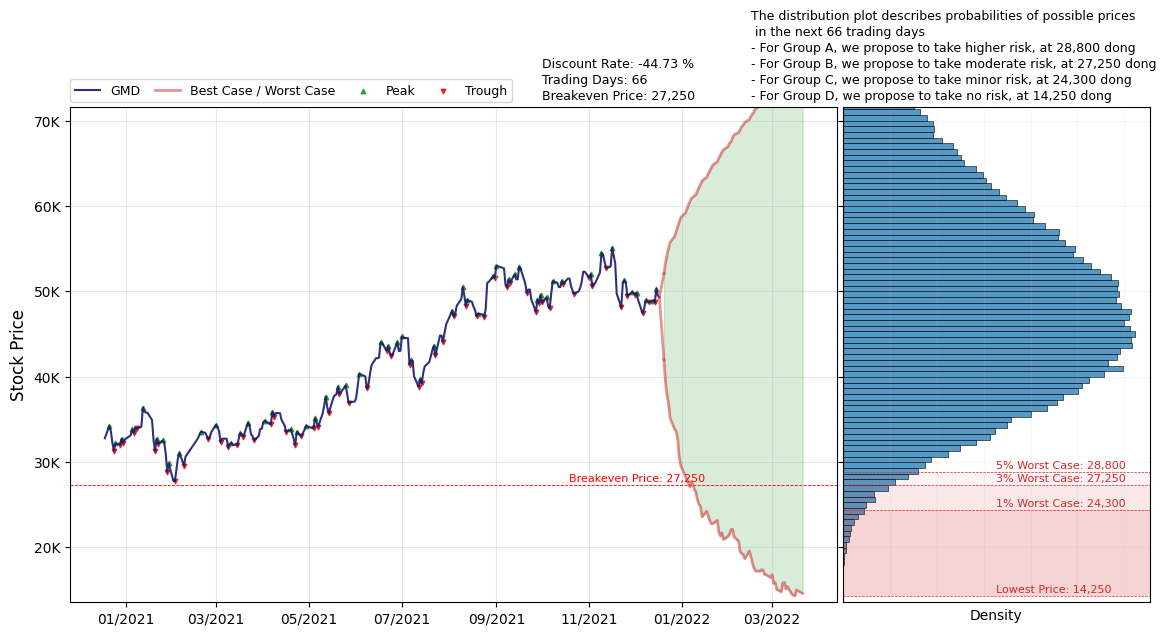 The distribution plot describes probabilities of possible prices
in the next 66 trading days
- For Group A, we propose to take higher risk, at 28,800 dong
- For Group B, we propose to take moderate risk, at 27,250 dong
- For Group C, we propose to take minor risk, at 24,300 dong
- For Group D, we propose to take no risk, at 14,250 dong
Discount Rate: -44.73 %
Trading Days: 66
Breakeven Price: 27,250
GMD Best Case / Worst Case Peak Trough
70K
60K
50K
40K
30K
20K
Stock Price
Breakeven Price: 27,250
5% Worst Case: 28,800
3% Worst Case: 27,250
1% Worst Case: 24,300
Lowest Price: 14,250
01/2021 03/2021 05/2021 07/2021 09/2021 11/2021 01/2022 03/2022
Density